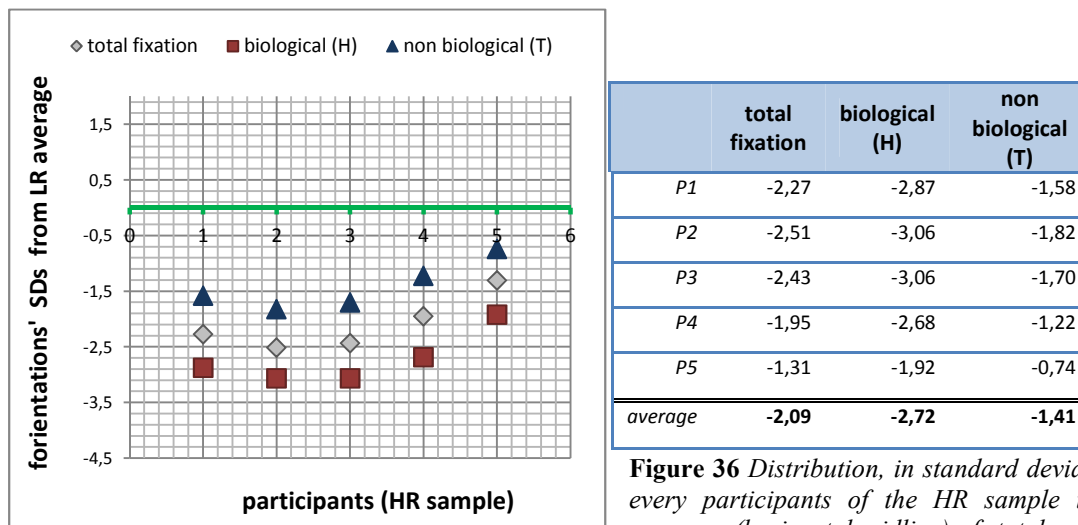 total fixation biological (H) non biological (T)
forientations' SDs from LR average
1,5
0,5
-0,5
-1,5
-2,5
-3,5
-4,5
0 1 2 3 4 5 6
participants (HR sample)
total fixation biological (H) non biological (T)
P1 -2,27 -2,87 -1,58
P2 -2,51 -3,06 -1,82
P3 -2,43 -3,06 -1,70
P4 -1,95 -2,68 -1,22
P5 -1,31 -1,92 -0,74
average -2,09 -2,72 -1,41
Figure 36 Distribution, in standard devia
every participants of the HR sample